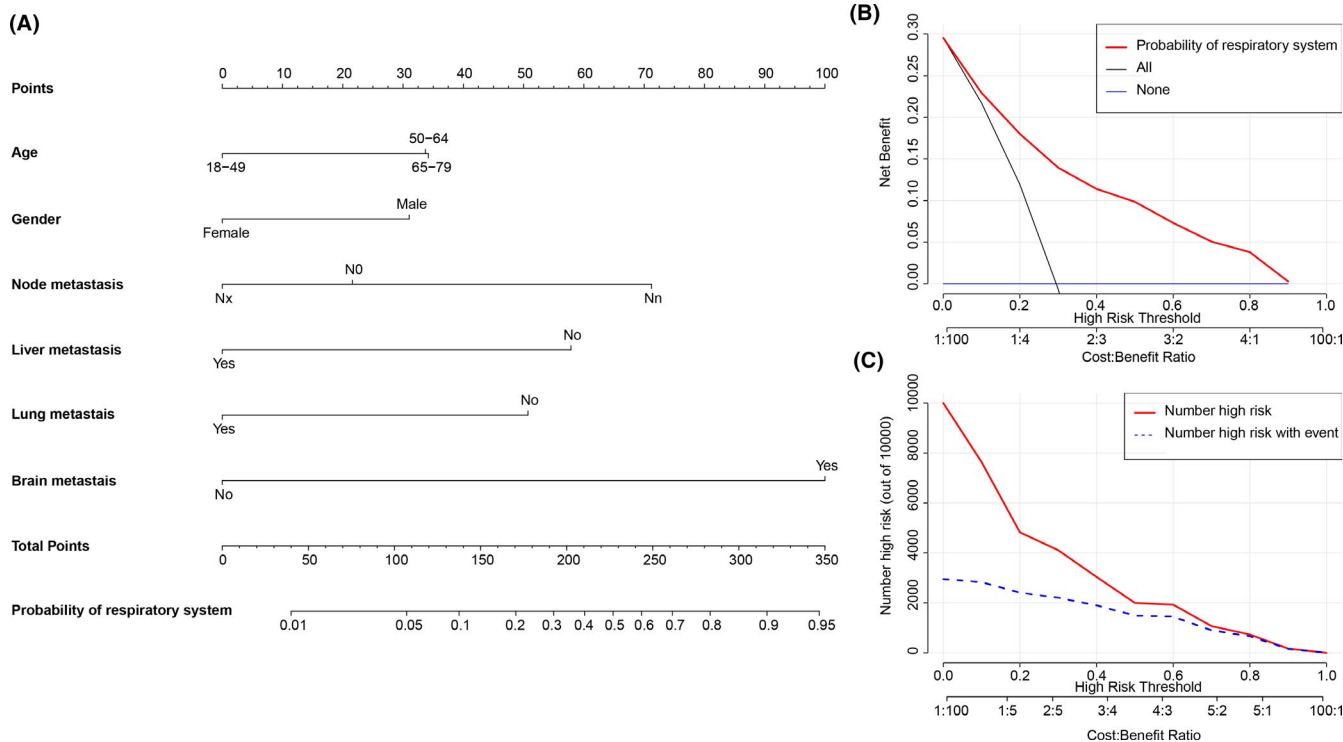 (A)
Points
0 10 20 30 40 50 60 70 80 90 100
Age
50−64
18−49 65−79
Gender
Male
Female
Node metastasis
N0
Nx Nn
Liver metastasis
No
Yes
Lung metastais
No
Yes
Brain metastais
Yes
No
Total Points
0 50 100 150 200 250 300 350
Probability of respiratory system
0.01 0.05 0.1 0.2 0.3 0.4 0.5 0.6 0.7 0.8 0.9 0.95
(B)
Net Benefit
0.30
0.25
0.20
0.15
0.10
0.05
0.00
Probability of respiratory system
All
None
0.0 0.2 0.4 0.6 0.8 1.0
High Risk Threshold
1:100 1:4 2:3 3:2 4:1 100:1
Cost:Benefit Ratio
(C)
Number high risk (out of 10000)
10000
8000
6000
4000
2000
0
Number high risk
Number high risk with event
0.0 0.2 0.4 0.6 0.8 1.0
High Risk Threshold
1:100 1:5 2:5 3:4 4:3 5:2 5:1 100:1
Cost:Benefit Ratio